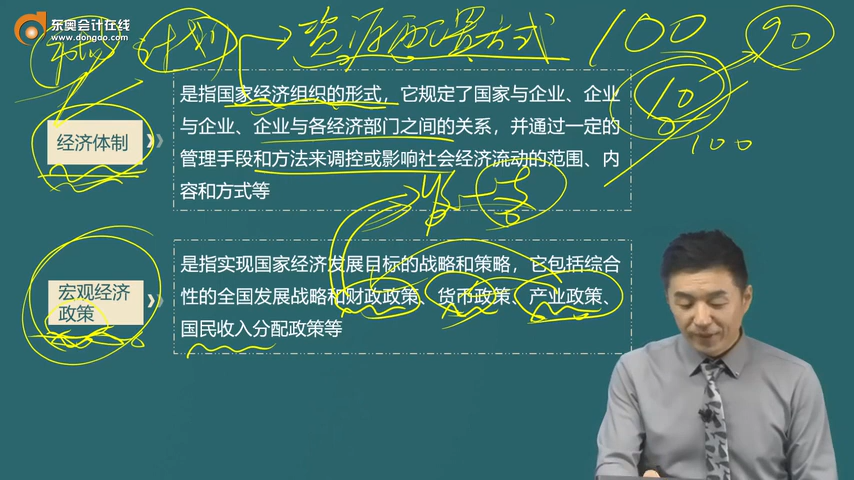 东奥会计在线
www.dongao.com
计划 资源配置方式 100 90
10
100
经济体制
是指国家经济组织的形式，它规定了国家与企业、企业
与企业、企业与各经济部门之间的关系，并通过一定的
管理手段和方法来调控或影响社会经济流动的范围、内
容和方式等
宏观经济
政策
是指实现国家经济发展目标的战略和策略，它包括综合
性的全国发展战略和财政政策、货币政策、产业政策、
国民收入分配政策等